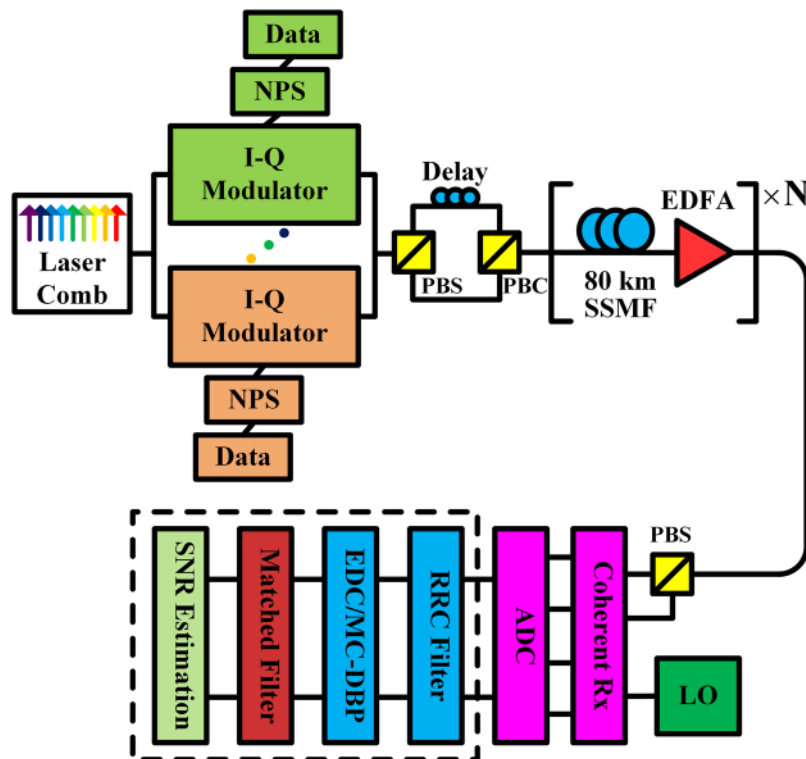 Data
NPS
I-Q
Modulator
Laser
Comb
I-Q
Modulator
NPS
Data
Delay
PBS
PBC
80 km
SSMF
EDFA
×N
SNR Estimation
Matched Filter
EDC/MC-DBP
RRC Filter
ADC
Coherent Rx
PBS
LO